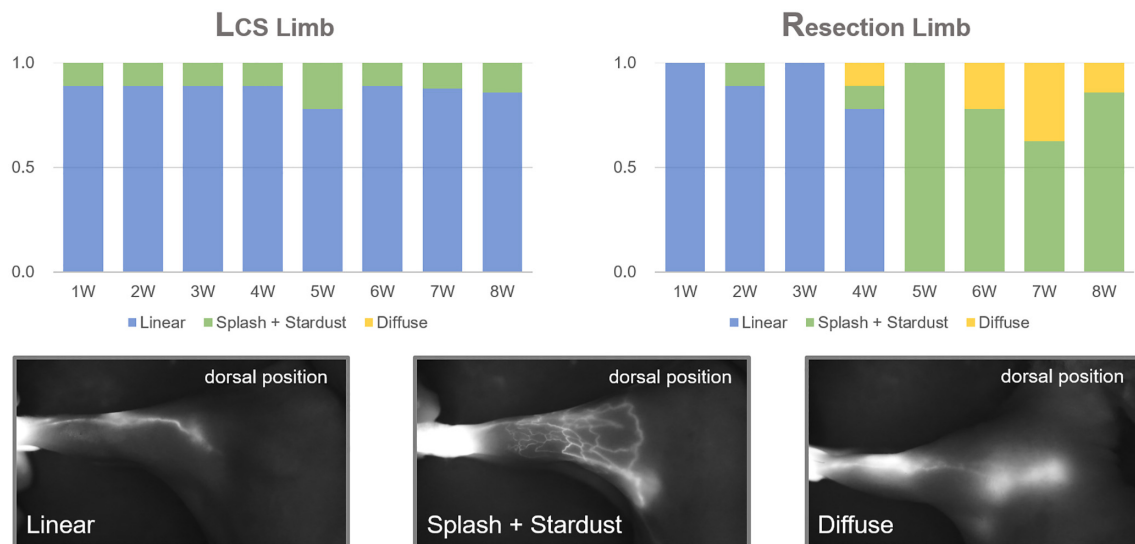 LCS Limb
1.0
0.5
0.0
1W 2W 3W 4W 5W 6W 7W 8W
Linear Splash + Stardust Diffuse
Resection Limb
1.0
0.5
0.0
1W 2W 3W 4W 5W 6W 7W 8W
Linear Splash + Stardust Diffuse
dorsal position
Linear
dorsal position
Splash + Stardust
dorsal position
Diffuse